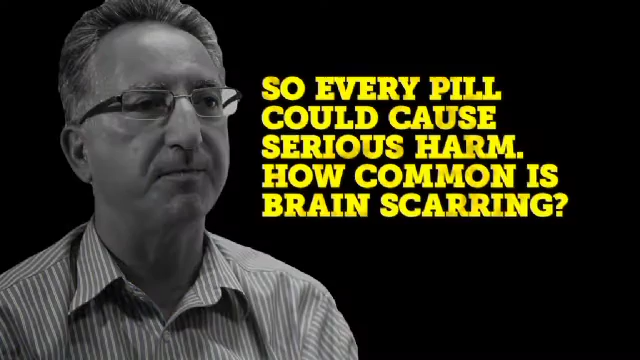 SO EVERY PILL
COULD CAUSE
SERIOUS HARM.
HOW COMMON IS
BRAIN SCARRING?